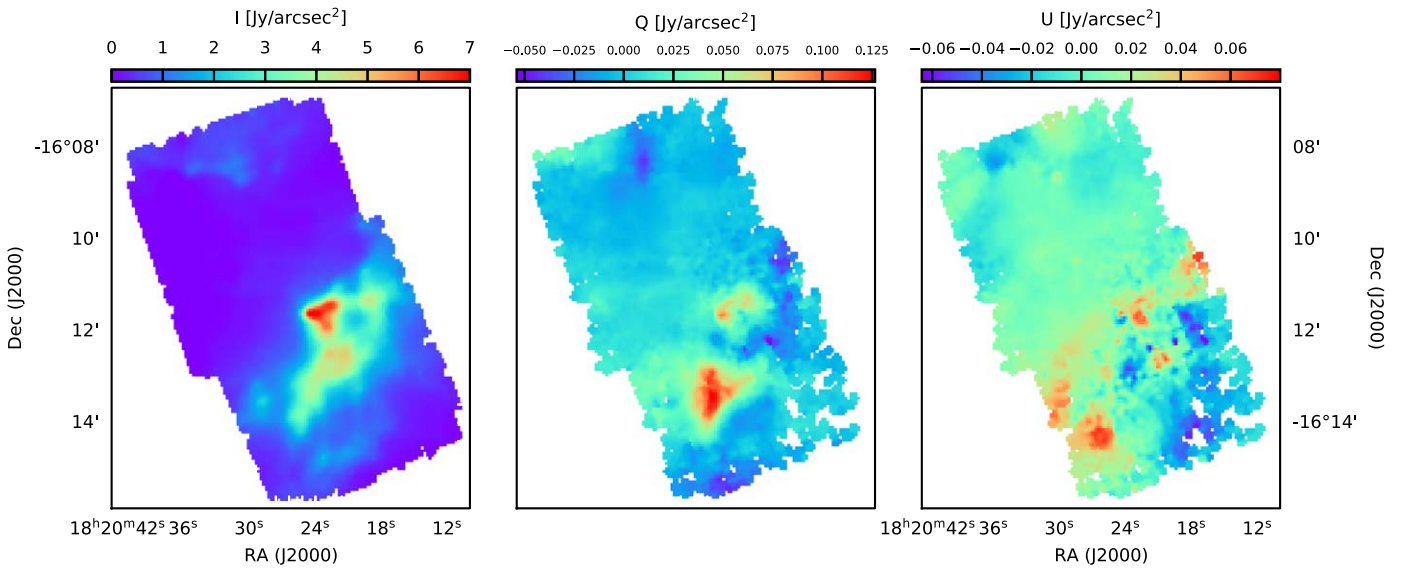 I [Jy/arcsec²]
0 1 2 3 4 5 6 7
Q [Jy/arcsec²]
−0.050 −0.025 0.000 0.025 0.050 0.075 0.100 0.125
U [Jy/arcsec²]
−0.06 −0.04 −0.02 0.00 0.02 0.04 0.06
Dec (J2000)
-16°08'
10'
12'
14'
08'
10'
12'
-16°14'
Dec (J2000)
18ʰ20ᵐ42ˢ 36ˢ 30ˢ 24ˢ 18ˢ 12ˢ
RA (J2000)
18ʰ20ᵐ42ˢ 36ˢ 30ˢ 24ˢ 18ˢ 12ˢ
RA (J2000)